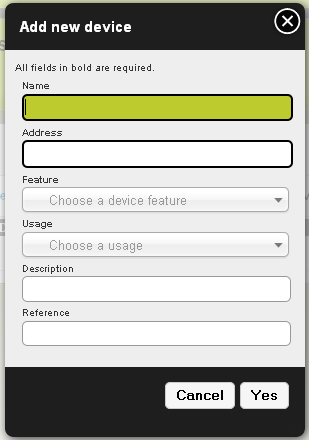 Add new device
All fields in bold are required.
Name
Address
Feature
Choose a device feature
Usage
Choose a usage
Description
Reference
Cancel Yes